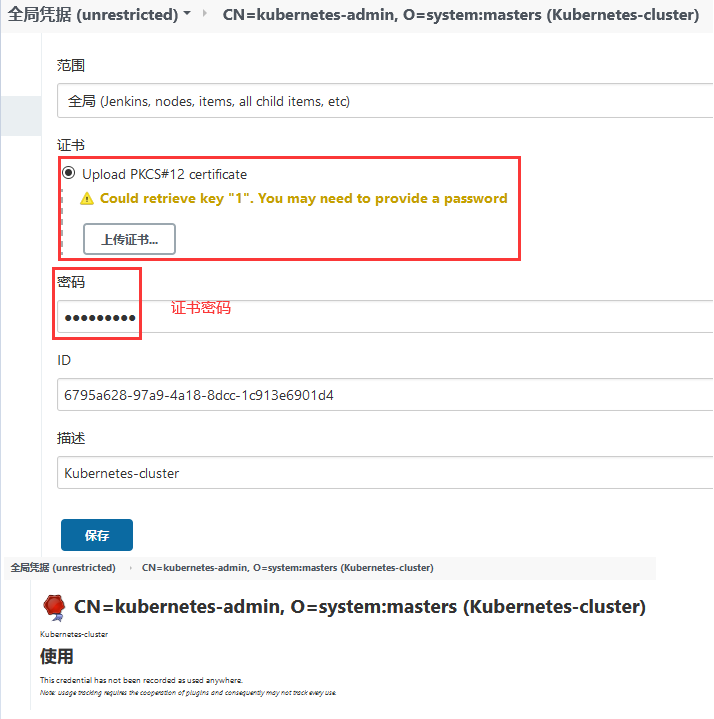 全局凭据 (unrestricted) CN=kubernetes-admin, O=system:masters (Kubernetes-cluster)
范围
全局 (Jenkins, nodes, items, all child items, etc)
证书
Upload PKCS#12 certificate
Could retrieve key "1". You may need to provide a password
上传证书...
密码
●●●●●●●●● 证书密码
ID
6795a628-97a9-4a18-8dcc-1c913e6901d4
描述
Kubernetes-cluster
保存
全局凭据 (unrestricted) CN=kubernetes-admin, O=system:masters (Kubernetes-cluster)
CN=kubernetes-admin, O=system:masters (Kubernetes-cluster)
Kubernetes-cluster
使用
This credential has not been recorded as used anywhere.
Note: usage tracking requires the cooperation of plugins and consequently may not track every use.